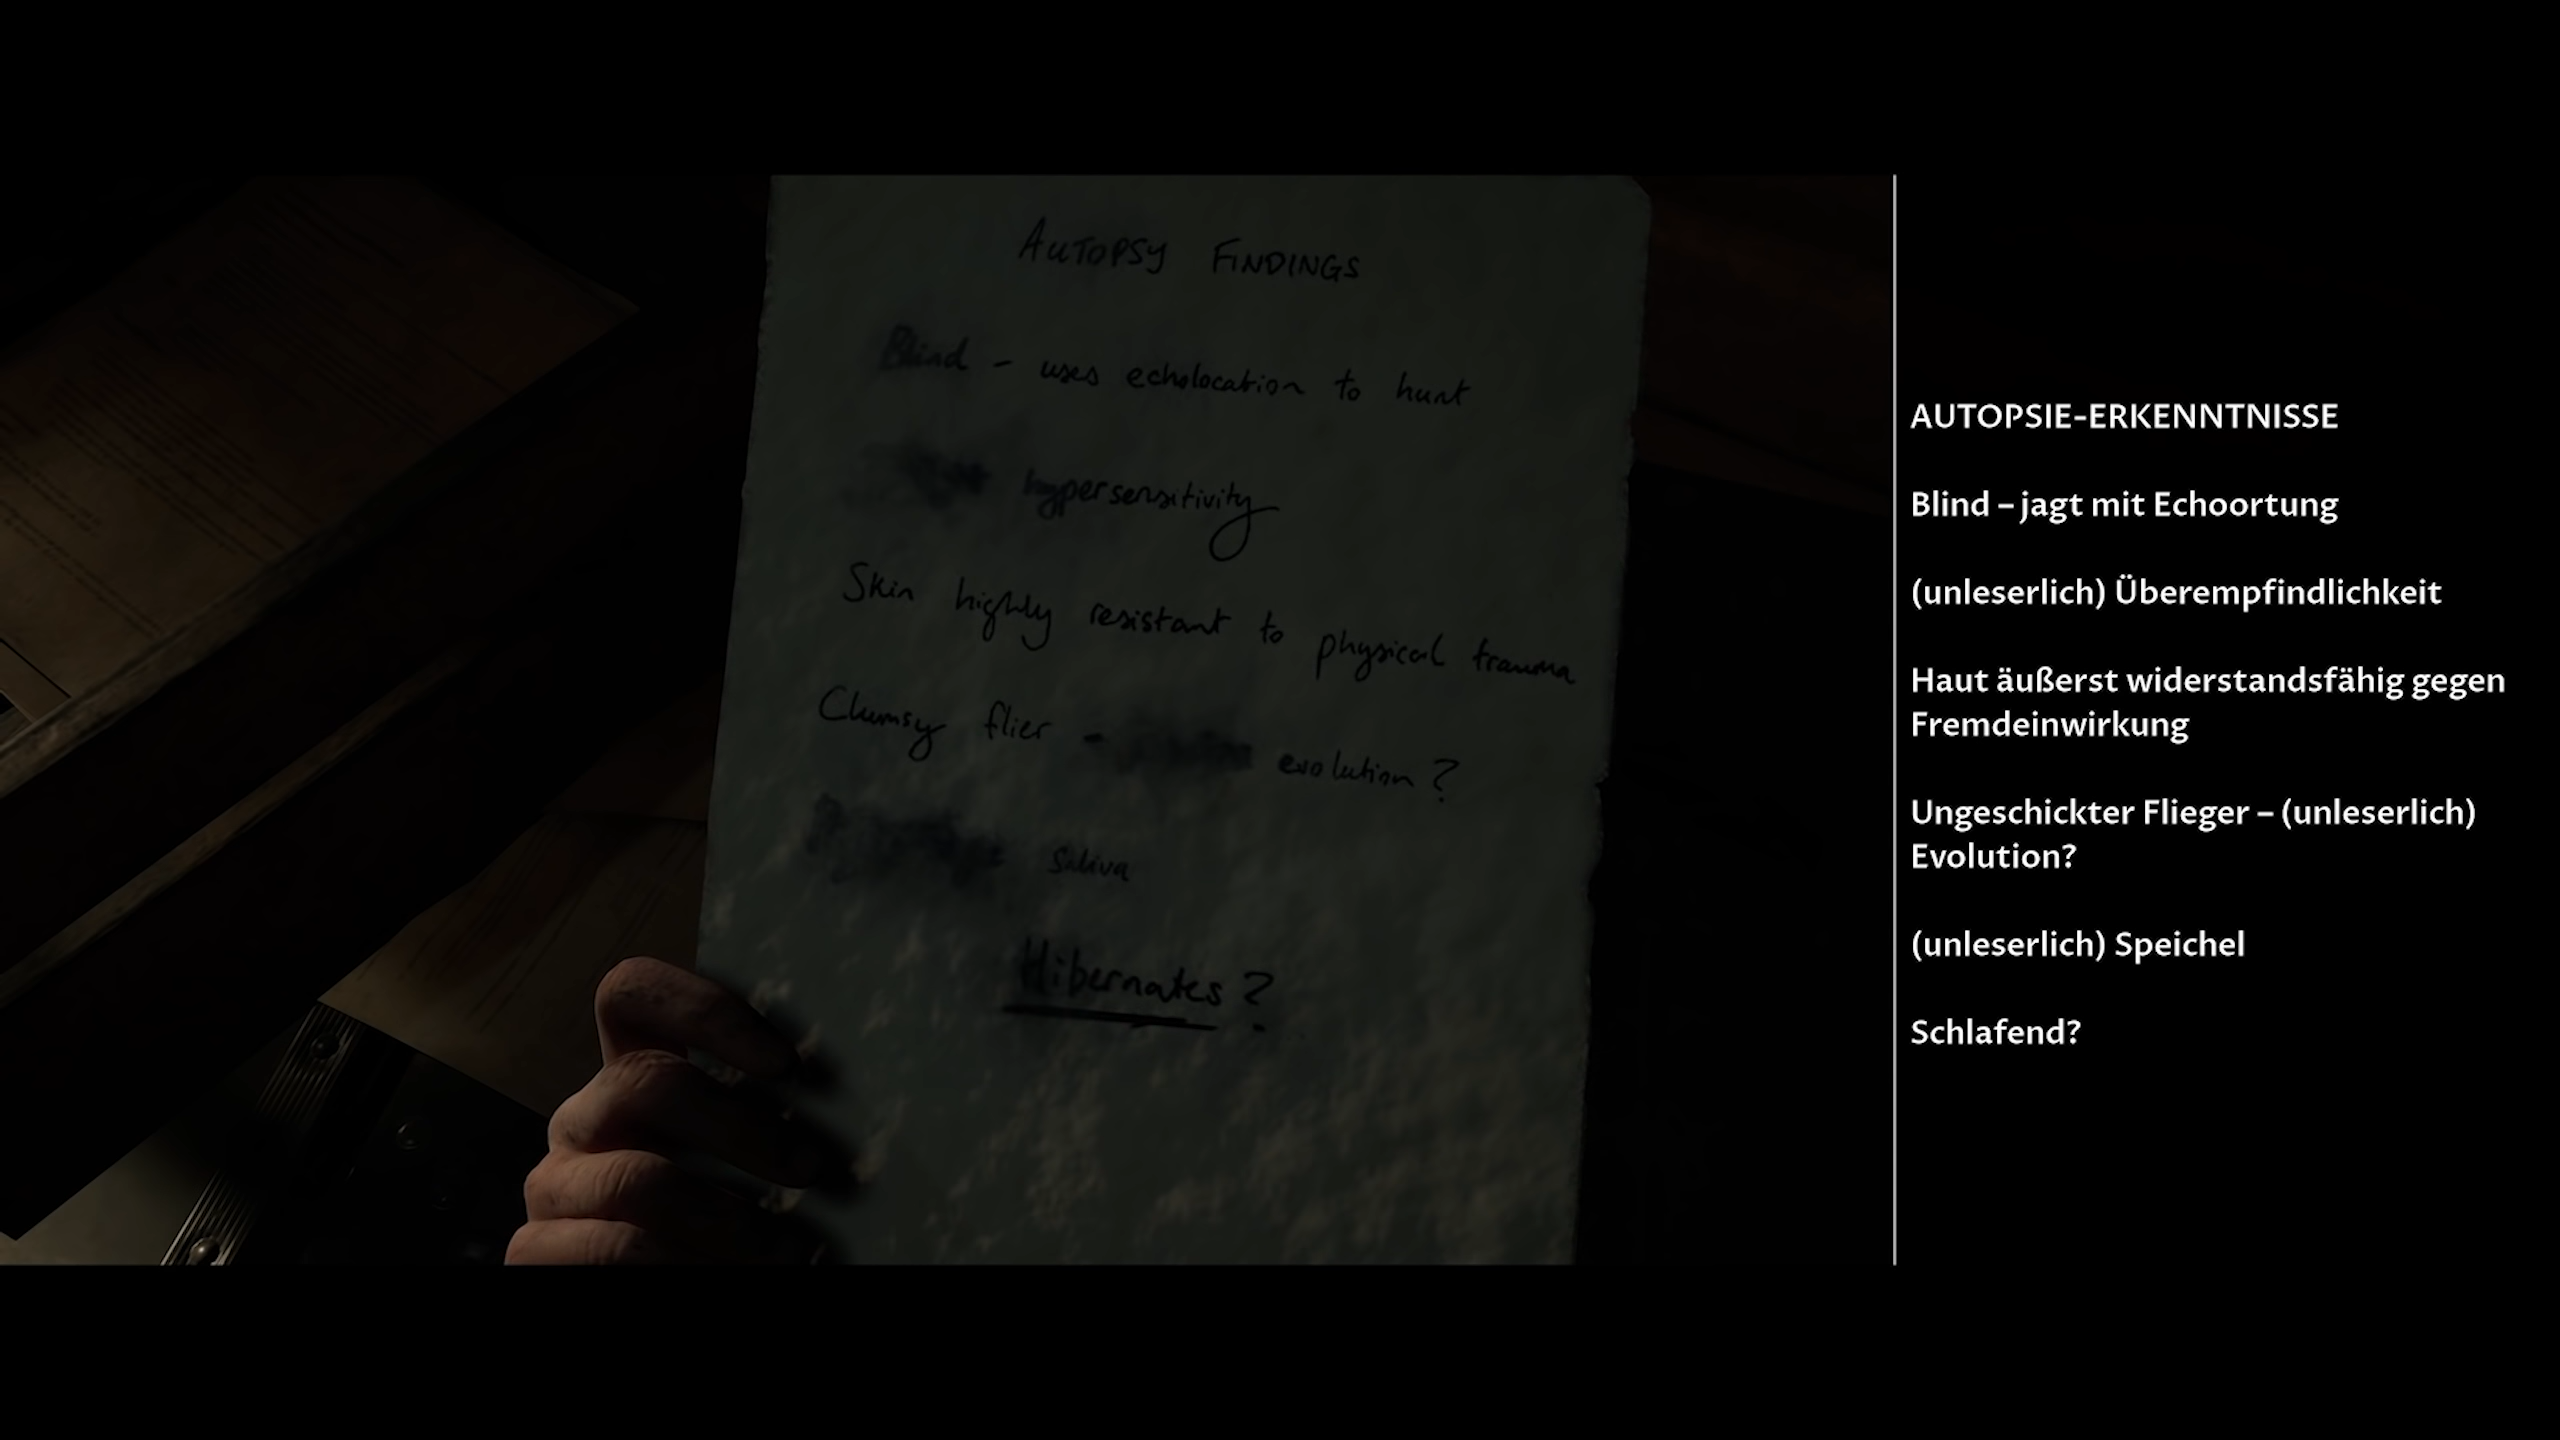 AUTOPSY FINDINGS
Blind - uses echolocation to hunt
hypersensitivity
Skin highly resistant to physical trauma
Clumsy flier - evolution?
Saliva
Hibernates?
AUTOPSIE-ERKENNTNISSE
Blind – jagt mit Echoortung
(unleserlich) Überempfindlichkeit
Haut äußerst widerstandsfähig gegen
Fremdeinwirkung
Ungeschickter Flieger – (unleserlich)
Evolution?
(unleserlich) Speichel
Schlafend?